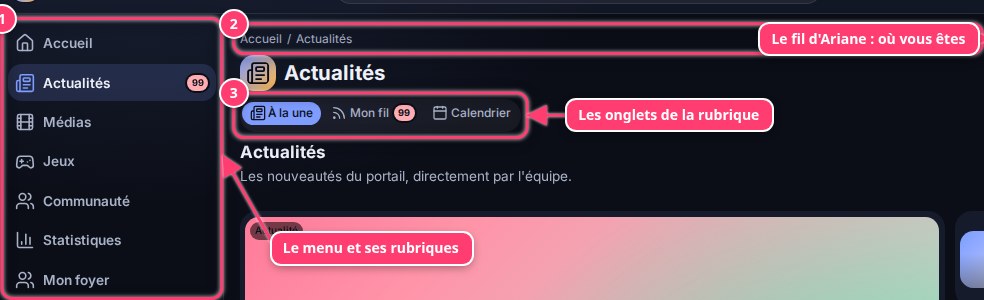 1
Accueil
Actualités 99
Médias
Jeux
Communauté
Statistiques
Mon foyer
2
Accueil / Actualités
Le fil d'Ariane : où vous êtes
Actualités
3
À la une Mon fil 99 Calendrier
Les onglets de la rubrique
Actualités
Les nouveautés du portail, directement par l'équipe.
Le menu et ses rubriques